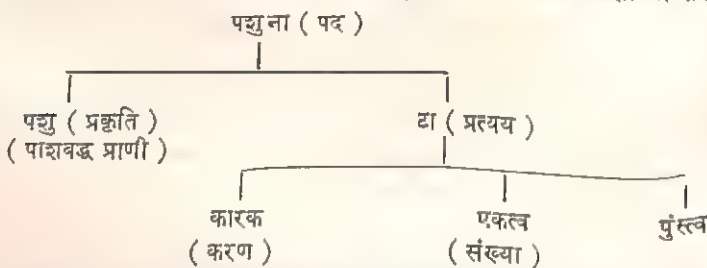 पशुना ( पद )
पशु ( प्रकृति ) टा ( प्रत्यय )
( पाशवद्ध प्राणी )
कारक एकत्व पुंस्त्व
( करण ) ( संख्या )